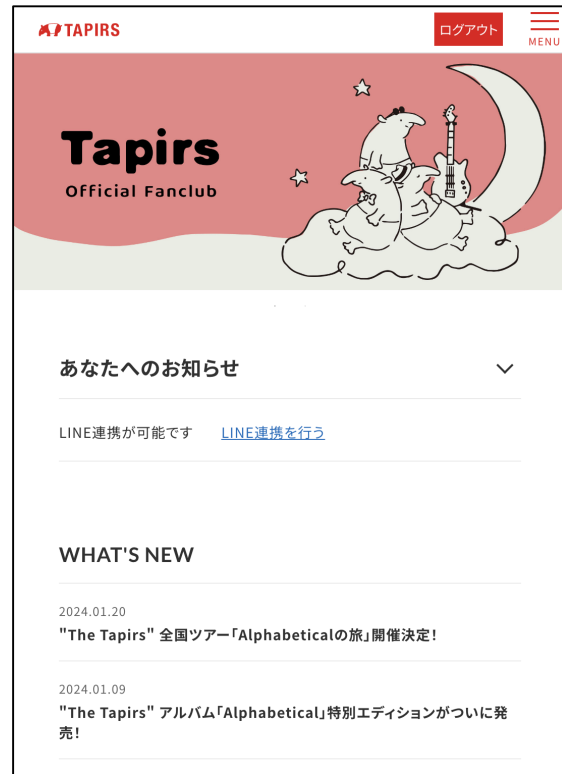 TAPIRS
ログアウト
MENU
Tapirs
Official Fanclub
あなたへのお知らせ
LINE連携が可能です LINE連携を行う
WHAT'S NEW
2024.01.20
"The Tapirs" 全国ツアー「Alphabeticalの旅」開催決定!
2024.01.09
"The Tapirs" アルバム「Alphabetical」特別エディションがついに発
売!